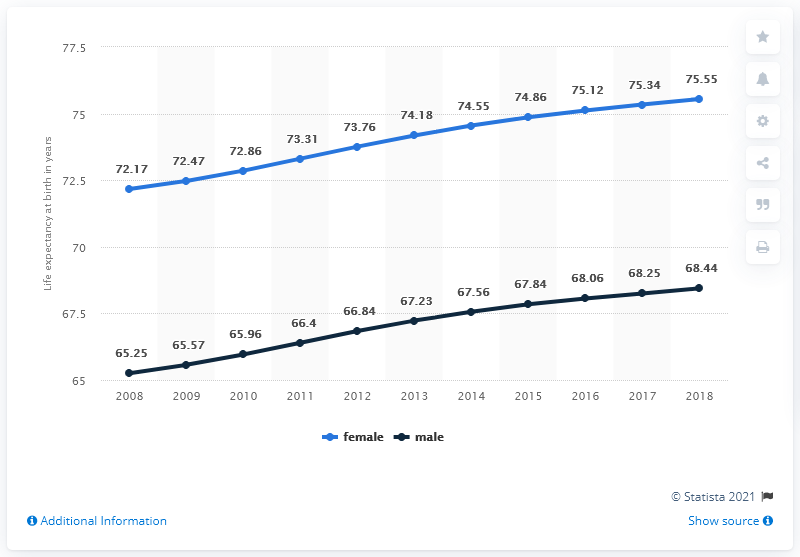 77.5
75
72.5
70
67.5
65
Life expectancy at birth in years
72.17 72.47 72.86 73.31 73.76 74.18 74.55 74.86 75.12 75.34 75.55
65.25 65.57 65.96 66.4 66.84 67.23 67.56 67.84 68.06 68.25 68.44
2008 2009 2010 2011 2012 2013 2014 2015 2016 2017 2018
female male
© Statista 2021
Additional Information
Show source